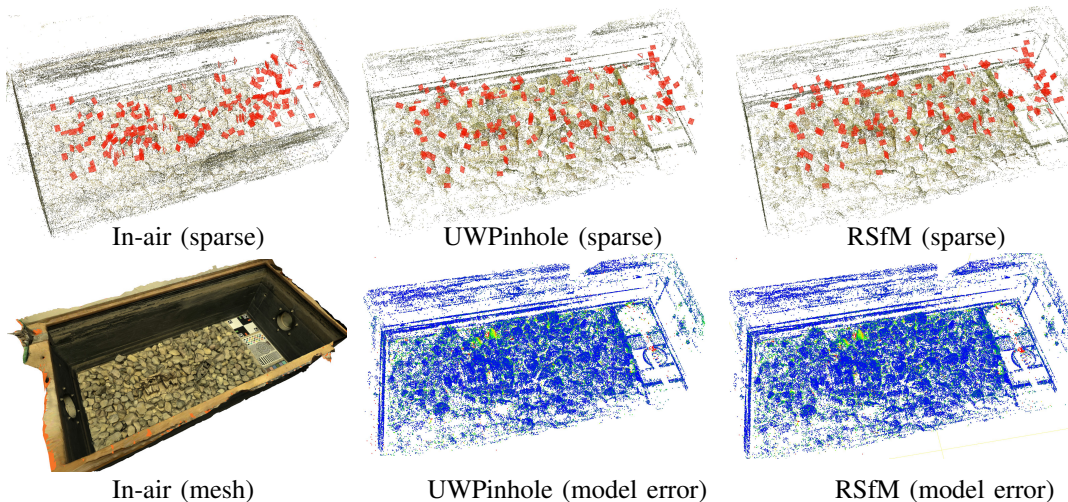 In-air (sparse)
UWPinhole (sparse)
RSfM (sparse)
In-air (mesh)
UWPinhole (model error)
RSfM (model error)